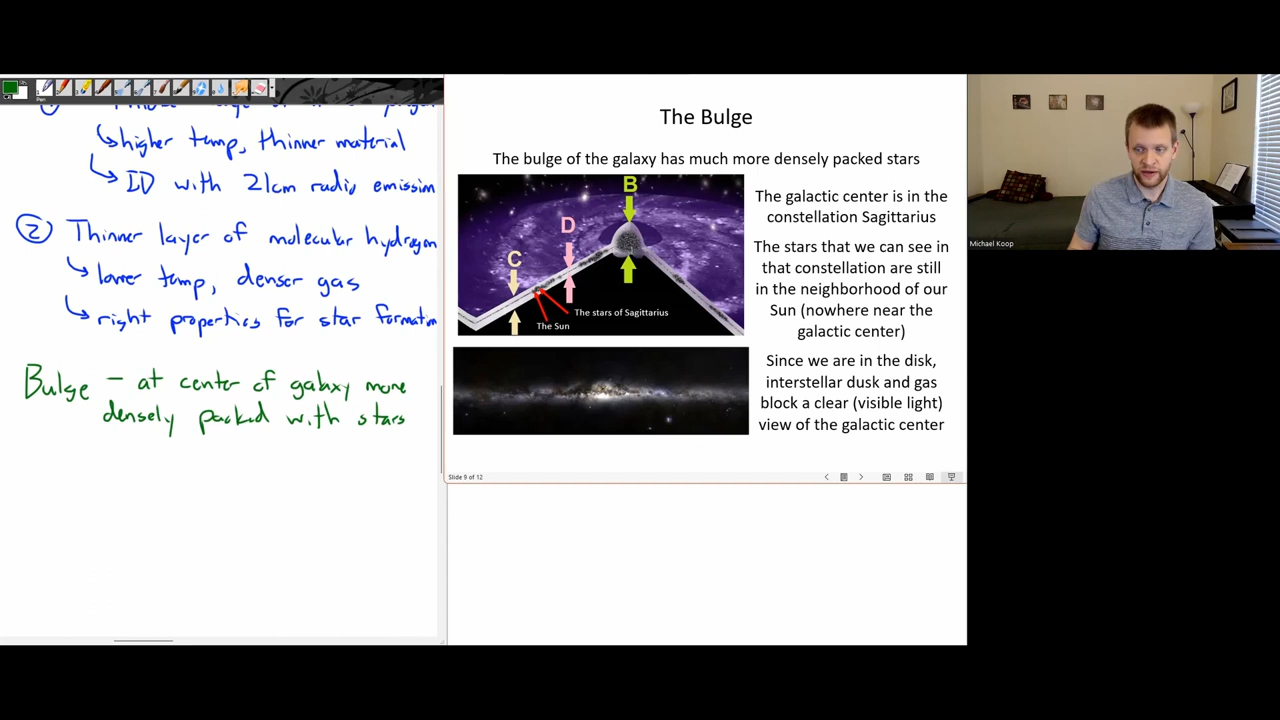 higher temp, thinner material
ID with 21cm radio emission
② Thinner layer of molecular hydrogen
lower temp, denser gas
right properties for star formation
Bulge – at center of galaxy more
densely packed with stars
Pen
The Bulge
The bulge of the galaxy has much more densely packed stars
B
D
C
The stars of Sagittarius
The Sun
The galactic center is in the
constellation Sagittarius
The stars that we can see in
that constellation are still
in the neighborhood of our
Sun (nowhere near the
galactic center)
Since we are in the disk,
interstellar dusk and gas
block a clear (visible light)
view of the galactic center
Slide 9 of 12
Michael Koop